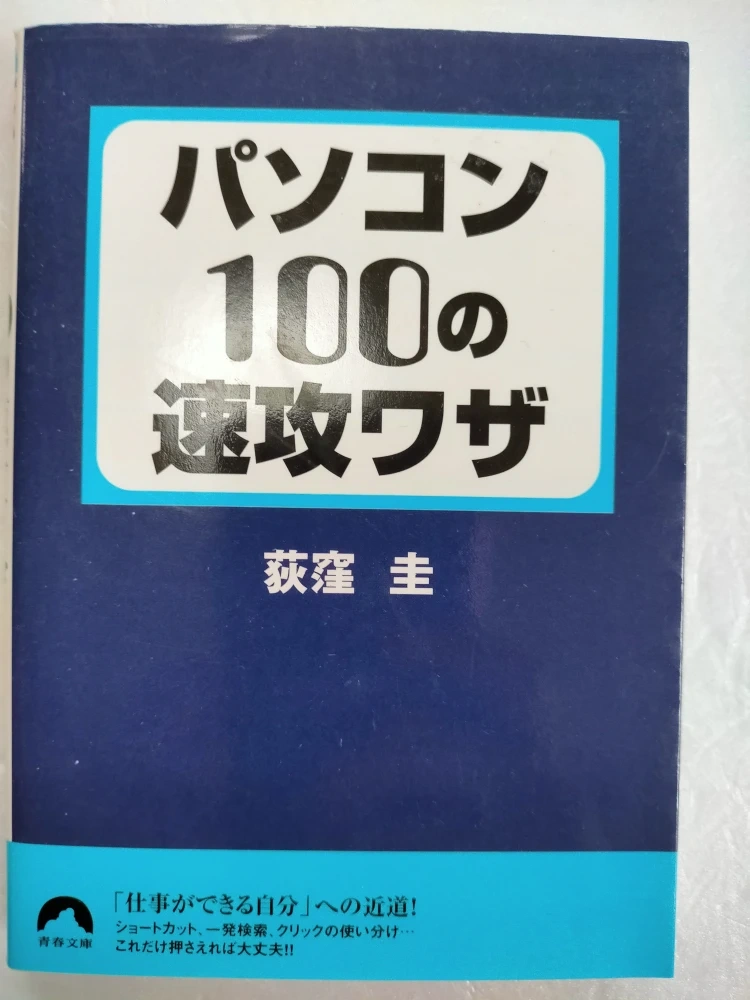 パソコン
100の
速攻ワザ
荻窪 圭
「仕事ができる自分」への近道!
ショートカット、一発検索、クリックの使い分け…
これだけ押さえれば大丈夫!!
青春文庫